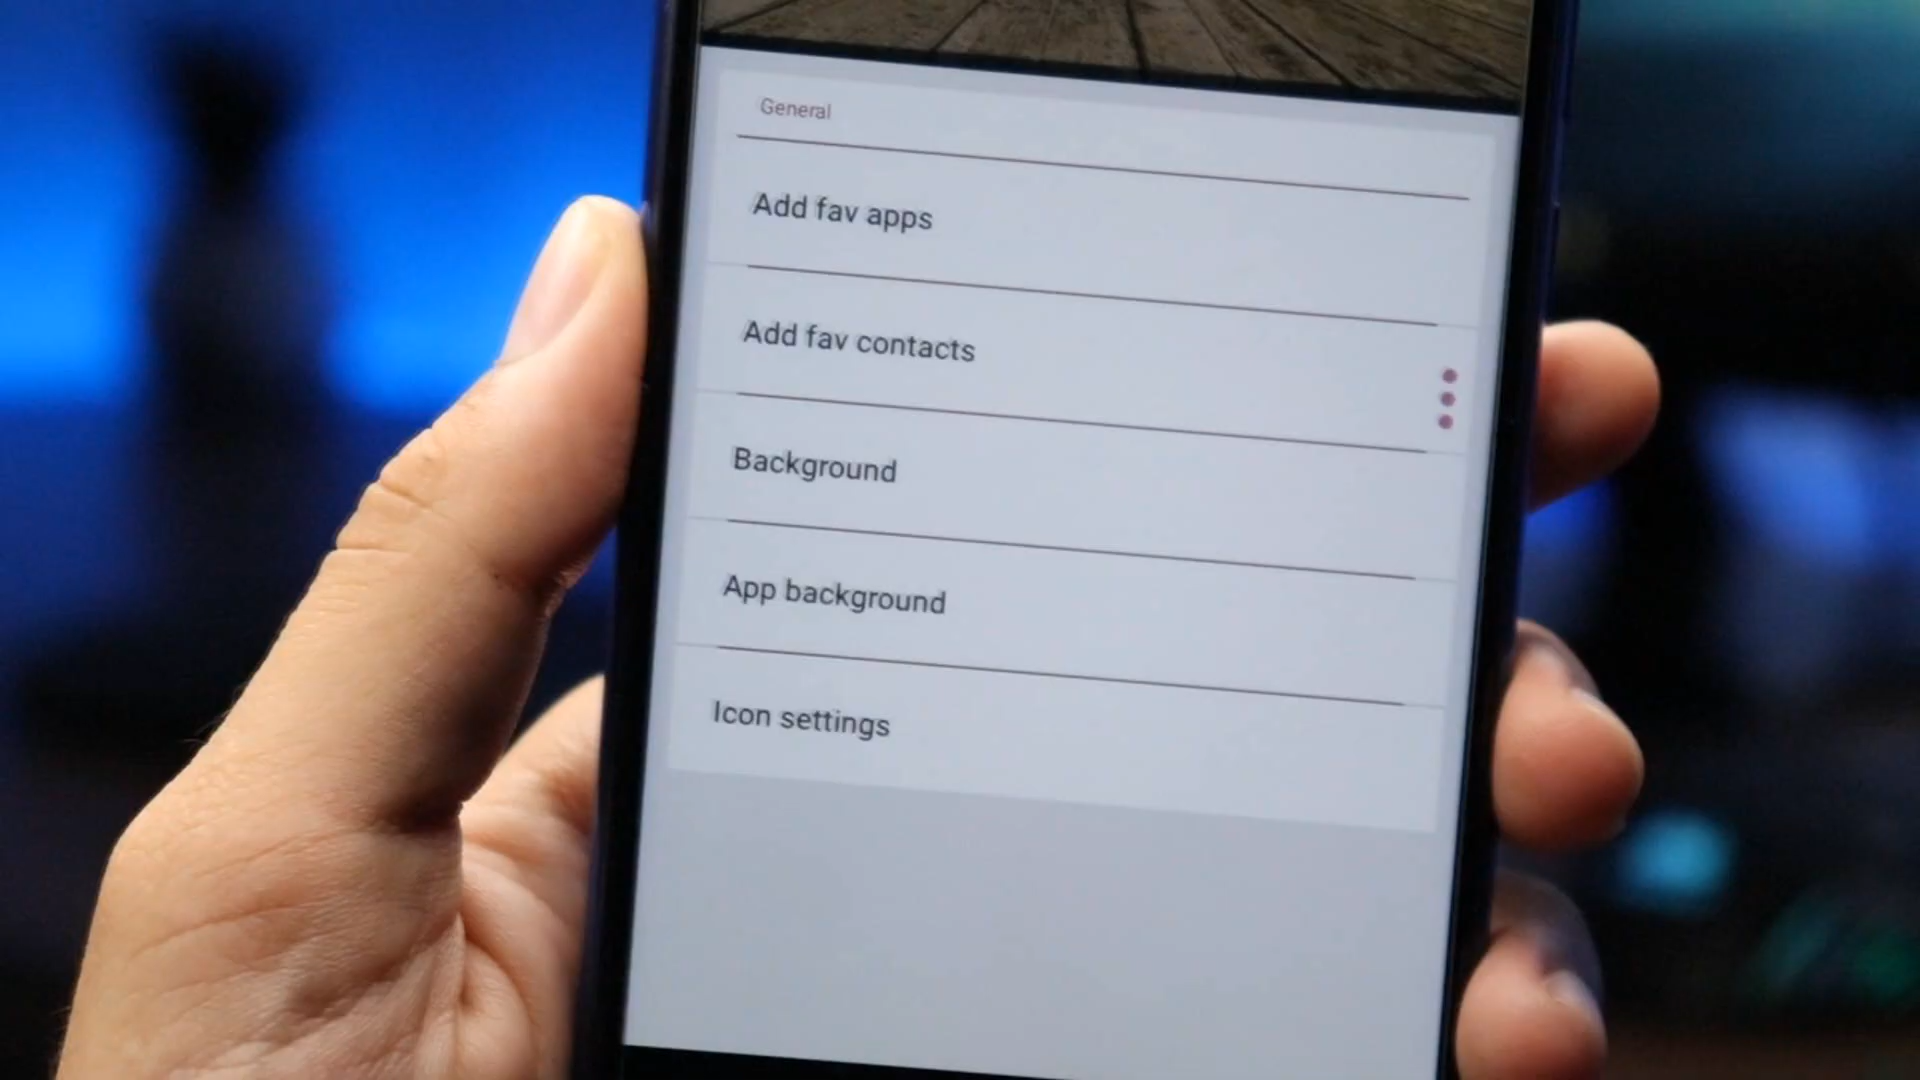 General
Add fav apps
Add fav contacts
Background
App background
Icon settings